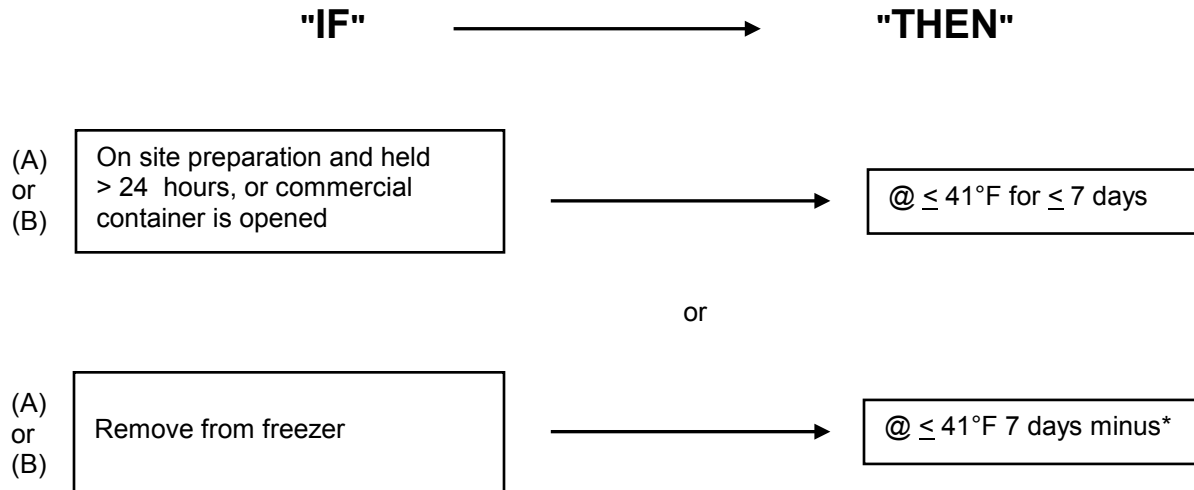 "IF" "THEN"
(A)
or
(B)
On site preparation and held
> 24 hours, or commercial
container is opened
@ ≤ 41°F for ≤ 7 days
or
(A)
or
(B)
Remove from freezer
@ ≤ 41°F 7 days minus*